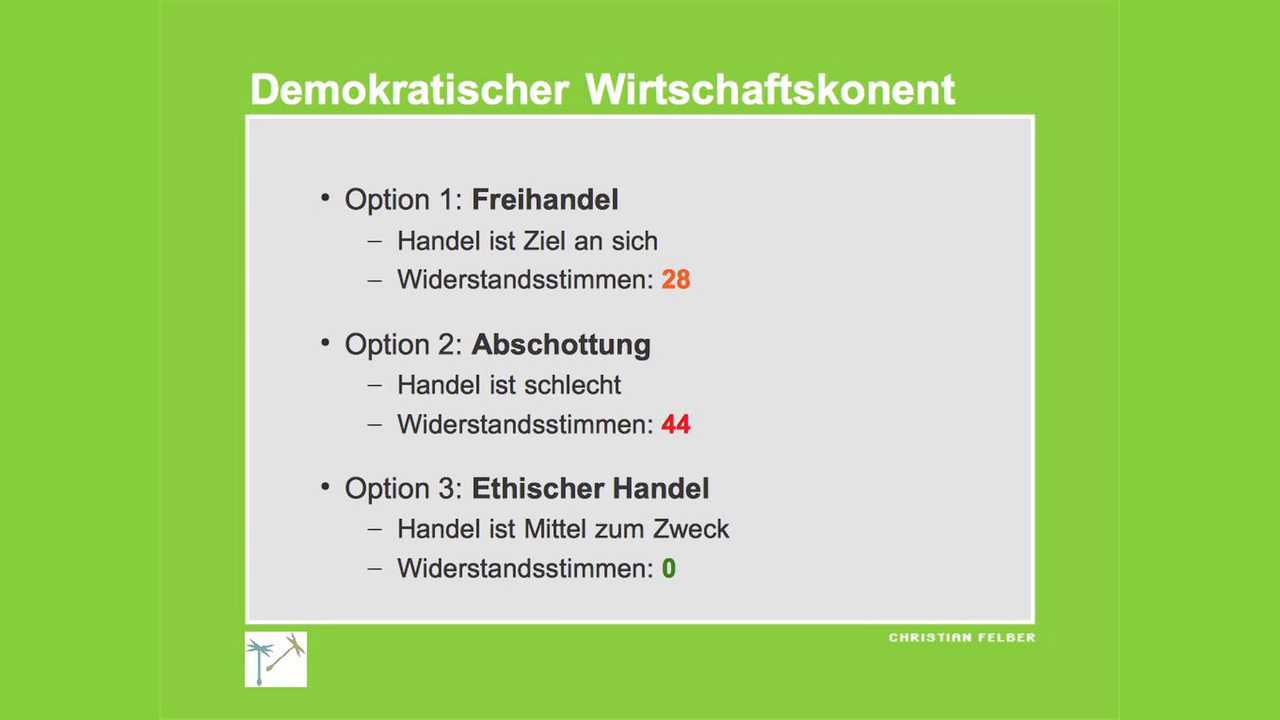 Demokratischer Wirtschaftskonent
• Option 1: Freihandel
– Handel ist Ziel an sich
– Widerstandsstimmen: 28
• Option 2: Abschottung
– Handel ist schlecht
– Widerstandsstimmen: 44
• Option 3: Ethischer Handel
– Handel ist Mittel zum Zweck
– Widerstandsstimmen: 0
CHRISTIAN FELBER